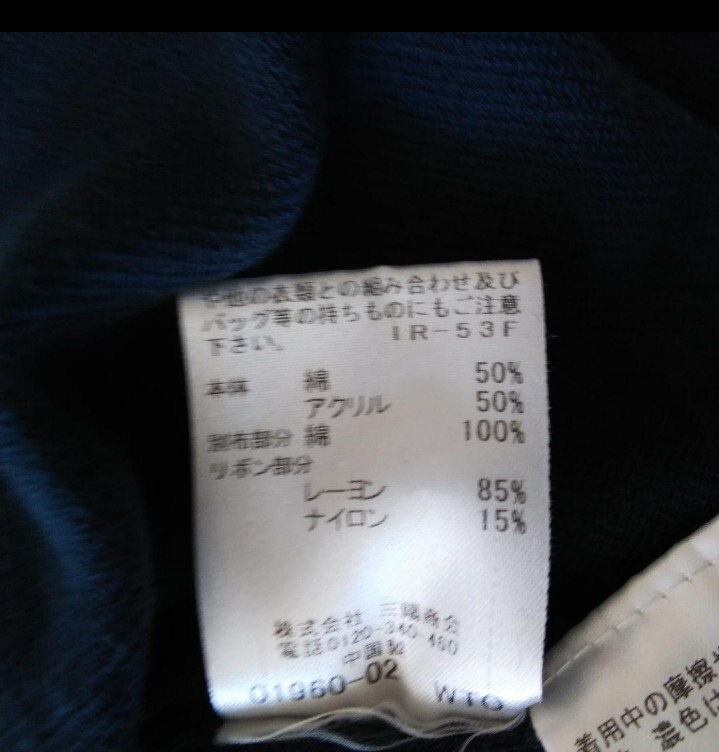 や他の衣類との組み合わせ及び
バッグ等の持ちものにもご注意
下さい。 IR-53F
本体 綿 50%
アクリル 50%
別布部分 綿 100%
リボン部分
レーヨン 85%
ナイロン 15%
株式会社 三陽商会
電話0120-340-460
中国製
01960-02 WTG
着用中の摩擦
濃色は